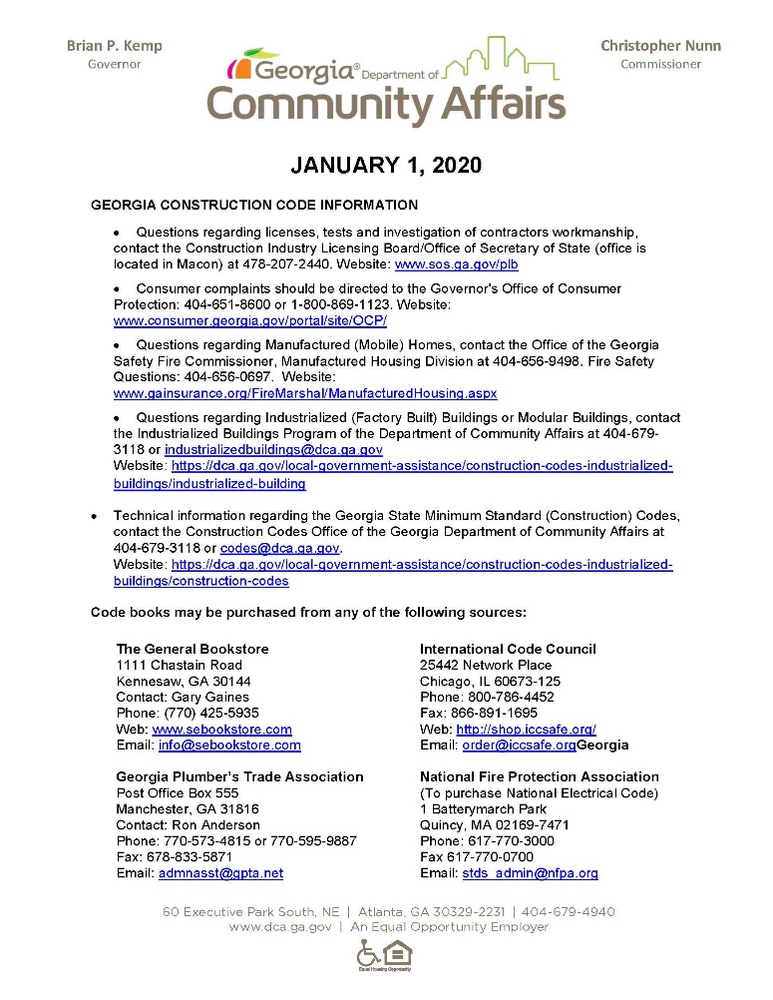 Brian P. Kemp
Governor
Georgia® Department of
Community Affairs
Christopher Nunn
Commissioner
JANUARY 1, 2020
GEORGIA CONSTRUCTION CODE INFORMATION
• Questions regarding licenses, tests and investigation of contractors workmanship,
contact the Construction Industry Licensing Board/Office of Secretary of State (office is
located in Macon) at 478-207-2440. Website: www.sos.ga.gov/plb
• Consumer complaints should be directed to the Governor's Office of Consumer
Protection: 404-651-8600 or 1-800-869-1123. Website:
www.consumer.georgia.gov/portal/site/OCP/
• Questions regarding Manufactured (Mobile) Homes, contact the Office of the Georgia
Safety Fire Commissioner, Manufactured Housing Division at 404-656-9498. Fire Safety
Questions: 404-656-0697. Website:
www.gainsurance.org/FireMarshal/ManufacturedHousing.aspx
• Questions regarding Industrialized (Factory Built) Buildings or Modular Buildings, contact
the Industrialized Buildings Program of the Department of Community Affairs at 404-679-
3118 or industrializedbuildings@dca.ga.gov
Website: https://dca.ga.gov/local-government-assistance/construction-codes-industrialized-
buildings/industrialized-building
• Technical information regarding the Georgia State Minimum Standard (Construction) Codes,
contact the Construction Codes Office of the Georgia Department of Community Affairs at
404-679-3118 or codes@dca.ga.gov.
Website: https://dca.ga.gov/local-government-assistance/construction-codes-industrialized-
buildings/construction-codes
Code books may be purchased from any of the following sources:
The General Bookstore
1111 Chastain Road
Kennesaw, GA 30144
Contact: Gary Gaines
Phone: (770) 425-5935
Web: www.sebookstore.com
Email: info@sebookstore.com
International Code Council
25442 Network Place
Chicago, IL 60673-125
Phone: 800-786-4452
Fax: 866-891-1695
Web: http://shop.iccsafe.org/
Email: order@iccsafe.orgGeorgia
Georgia Plumber's Trade Association
Post Office Box 555
Manchester, GA 31816
Contact: Ron Anderson
Phone: 770-573-4815 or 770-595-9887
Fax: 678-833-5871
Email: admnasst@gpta.net
National Fire Protection Association
(To purchase National Electrical Code)
1 Batterymarch Park
Quincy, MA 02169-7471
Phone: 617-770-3000
Fax 617-770-0700
Email: stds_admin@nfpa.org
60 Executive Park South, NE | Atlanta, GA 30329-2231 | 404-679-4940
www.dca.ga.gov | An Equal Opportunity Employer
Equal Housing Opportunity